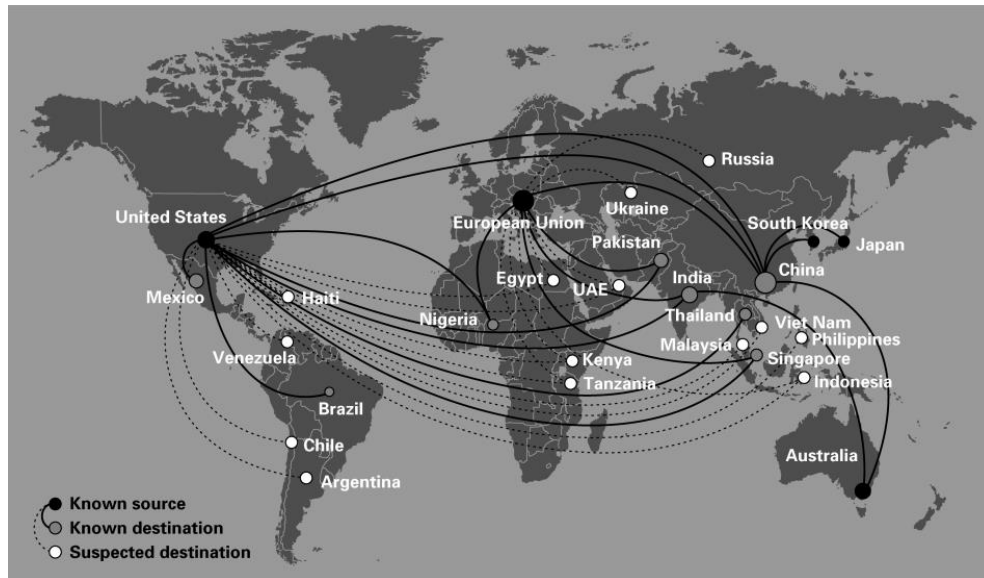 Russia
United States
European Union
Ukraine
South Korea
Japan
Pakistan
China
Mexico
Haiti
Egypt
UAE
India
Nigeria
Thailand
Viet Nam
Venezuela
Malaysia
Philippines
Kenya
Singapore
Tanzania
Indonesia
Brazil
Chile
Australia
Argentina
Known source
Known destination
Suspected destination